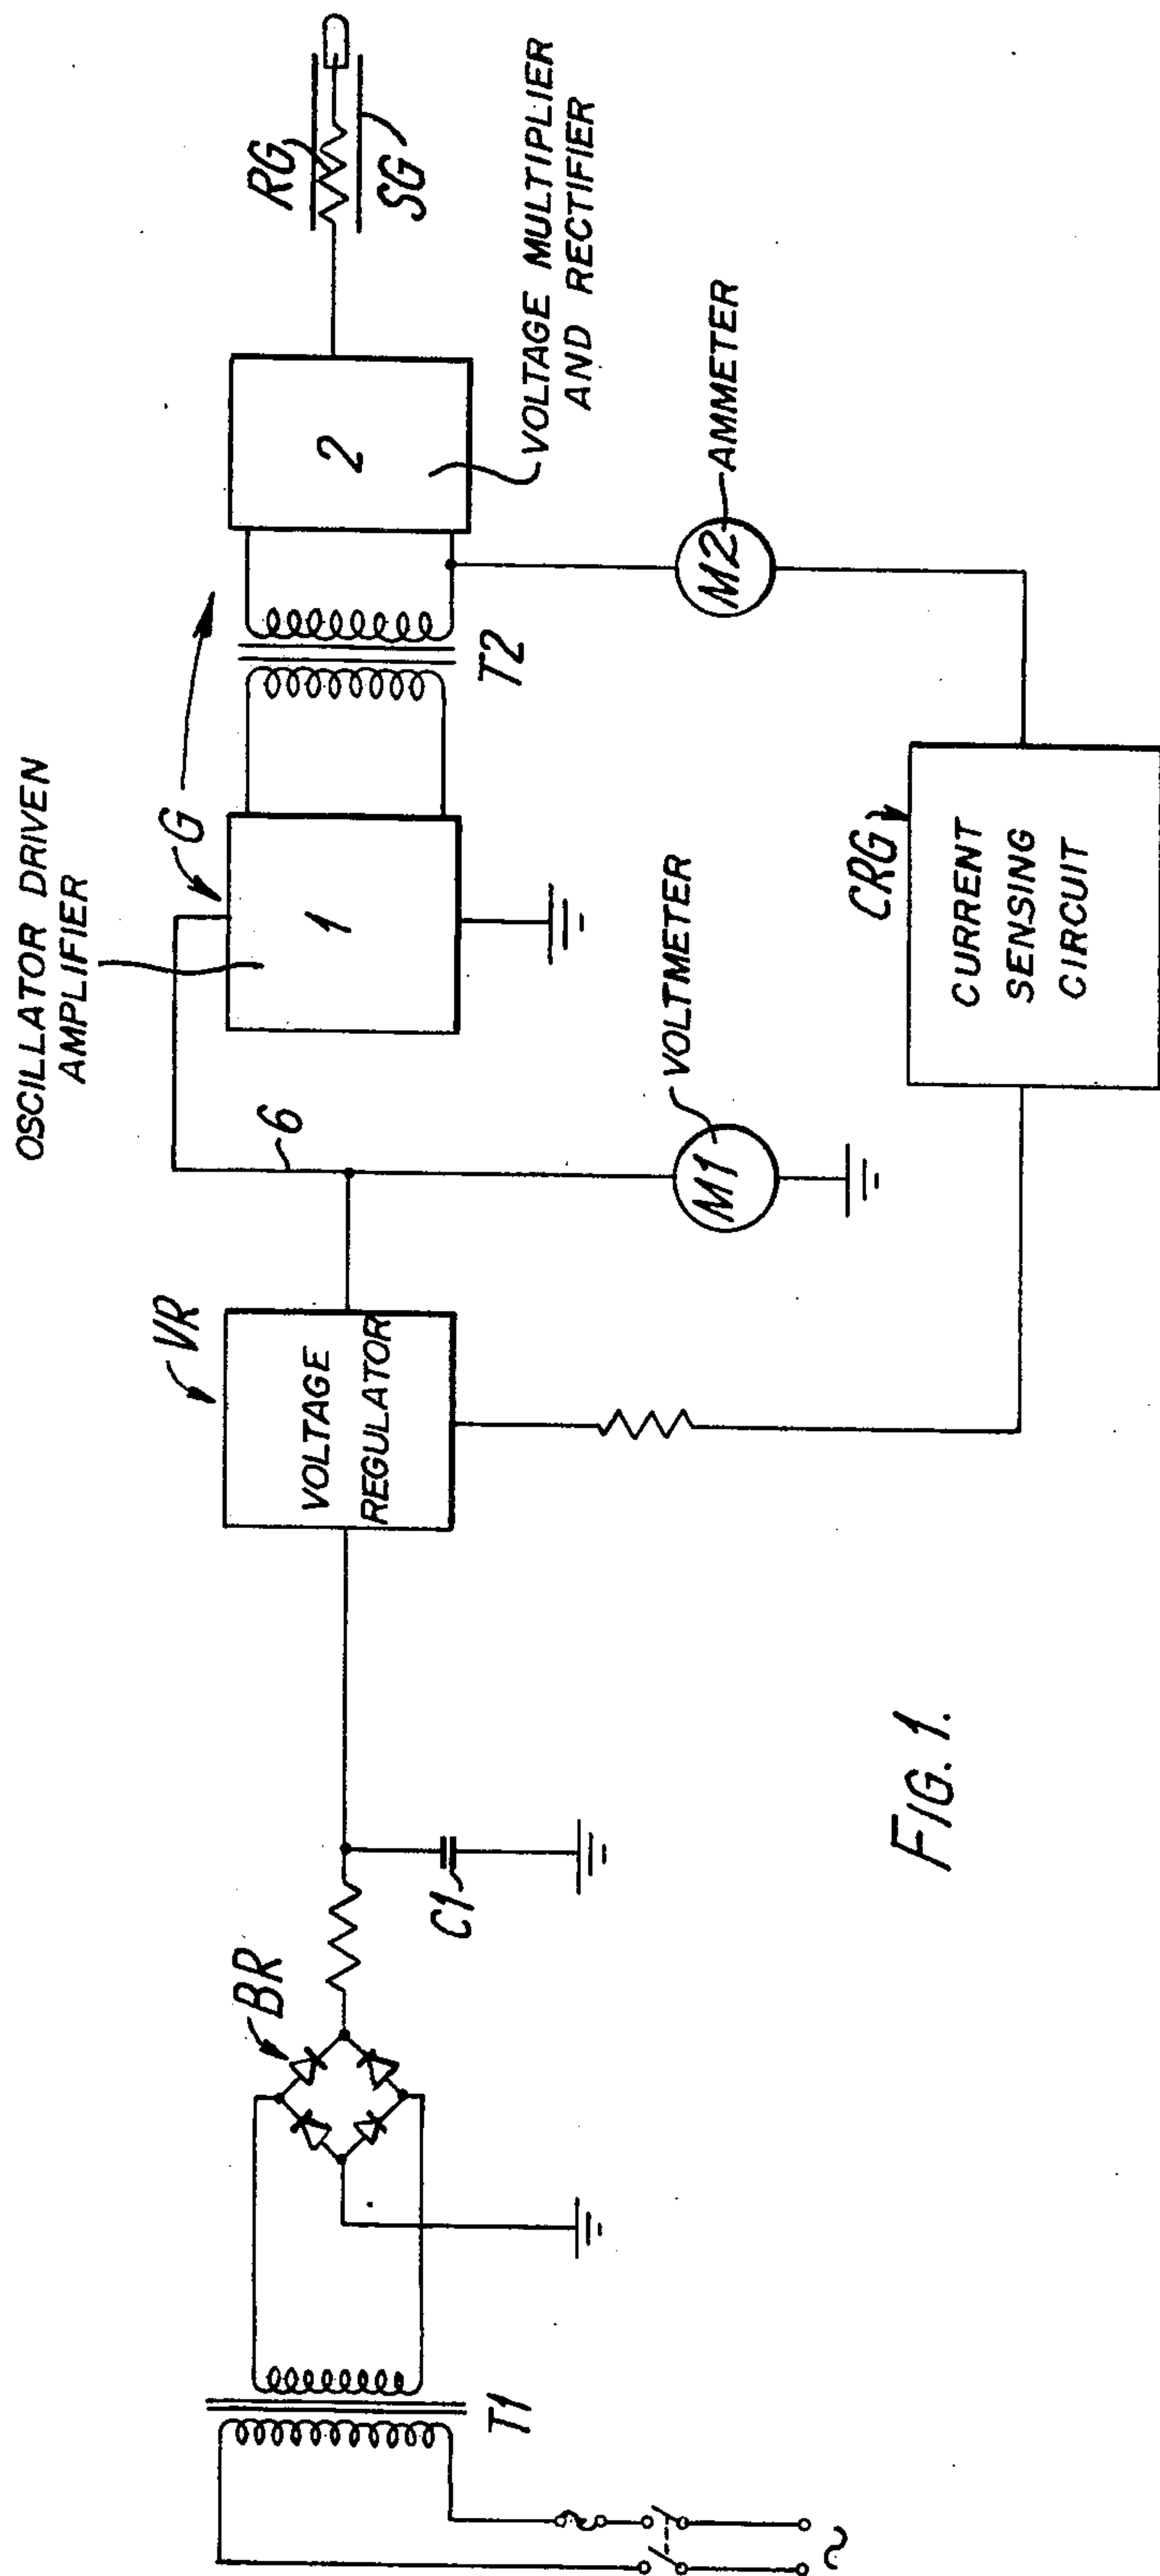 OSCILLATOR DRIVEN
AMPLIFIER
G
RG
SG
VR
6
1
2
T2
VOLTAGE MULTIPLIER
AND RECTIFIER
BR
VOLTAGE
REGULATOR
C1
T1
M1
VOLTMETER
M2
AMMETER
CRG
CURRENT
SENSING
CIRCUIT
~
FIG. 1.